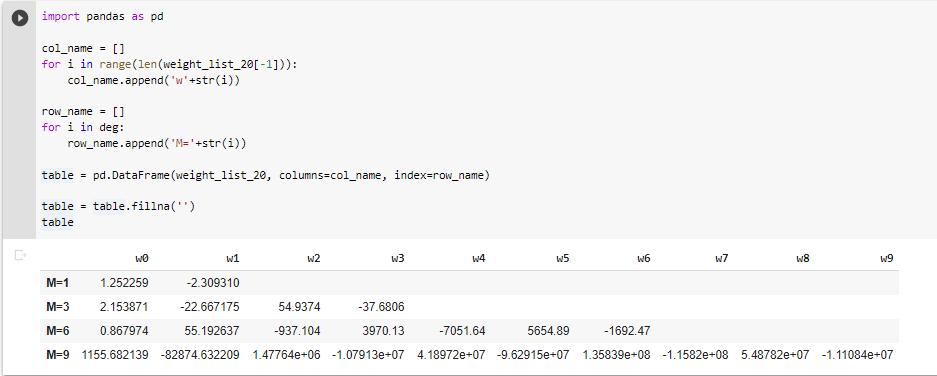 import pandas as pd
col_name = []
for i in range(len(weight_list_20[-1])):
col_name.append('w'+str(i))
row_name = []
for i in deg:
row_name.append('M='+str(i))
table = pd.DataFrame(weight_list_20, columns=col_name, index=row_name)
table = table.fillna('')
table
w0 w1 w2 w3 w4 w5 w6 w7 w8 w9
M=1 1.252259 -2.309310
M=3 2.153871 -22.667175 54.9374 -37.6806
M=6 0.867974 55.192637 -937.104 3970.13 -7051.64 5654.89 -1692.47
M=9 1155.682139 -82874.632209 1.47764e+06 -1.07913e+07 4.18972e+07 -9.62915e+07 1.35839e+08 -1.1582e+08 5.48782e+07 -1.11084e+07